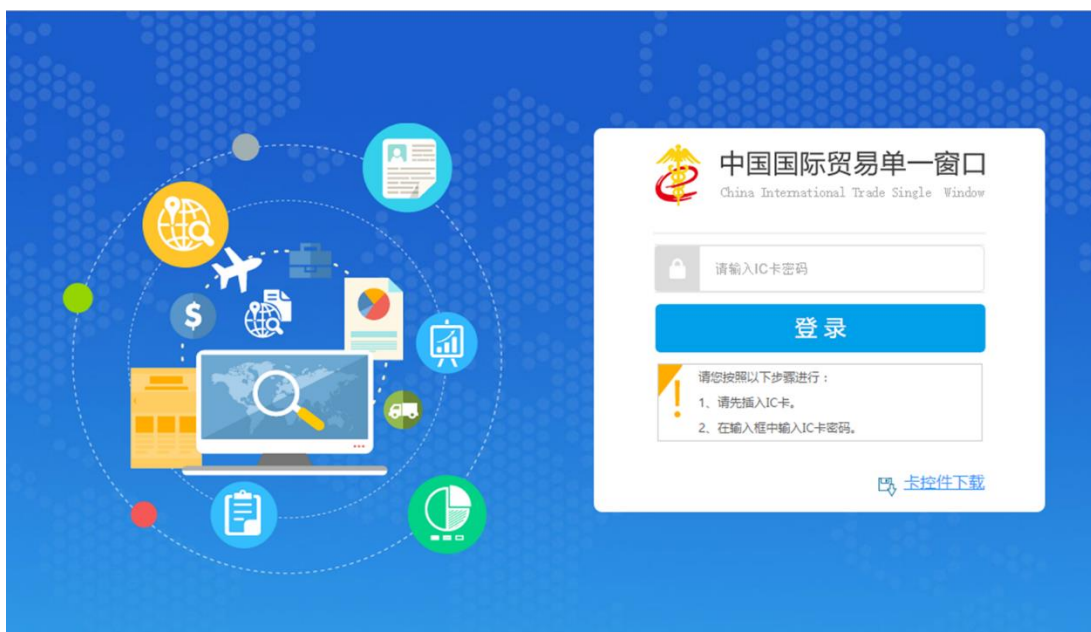 中国国际贸易单一窗口
China International Trade Single Window
请输入IC卡密码
登录
请您按照以下步骤进行：
1、请先插入IC卡。
2、在输入框中输入IC卡密码。
卡控件下载
$